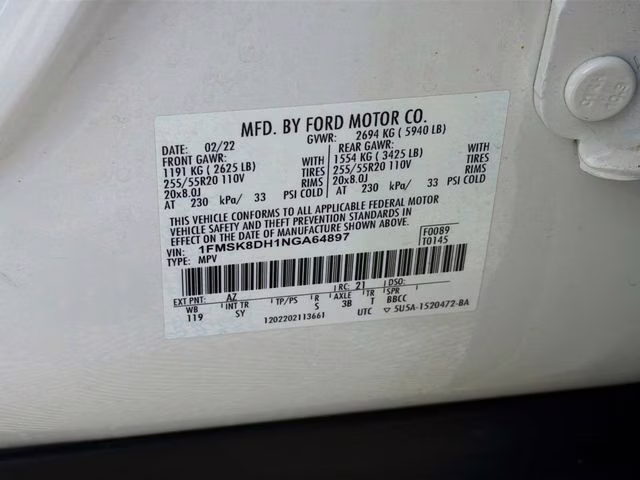 MFD. BY FORD MOTOR CO.
DATE: 02/22 GVWR: 2694 KG ( 5940 LB)
FRONT GAWR: WITH REAR GAWR: WITH
1191 KG ( 2625 LB) TIRES 1554 KG ( 3425 LB) TIRES
255/55R20 110V RIMS 255/55R20 110V RIMS
20x8.0J PSI COLD 20x8.0J PSI COLD
AT 230 kPa/ 33 AT 230 kPa/ 33
THIS VEHICLE CONFORMS TO ALL APPLICABLE FEDERAL MOTOR
VEHICLE SAFETY AND THEFT PREVENTION STANDARDS IN
EFFECT ON THE DATE OF MANUFACTURE SHOWN ABOVE.
VIN: 1FMSK8DH1NGA64897 F0089
TYPE: MPV T0145
EXT PNT: AZ RC: 21 DSO:
WB INT TR TP/PS R AXLE TR SPR
119 SY S 3B T BBCC
1202202113661 UTC ▽ 5U5A-1520472-BA